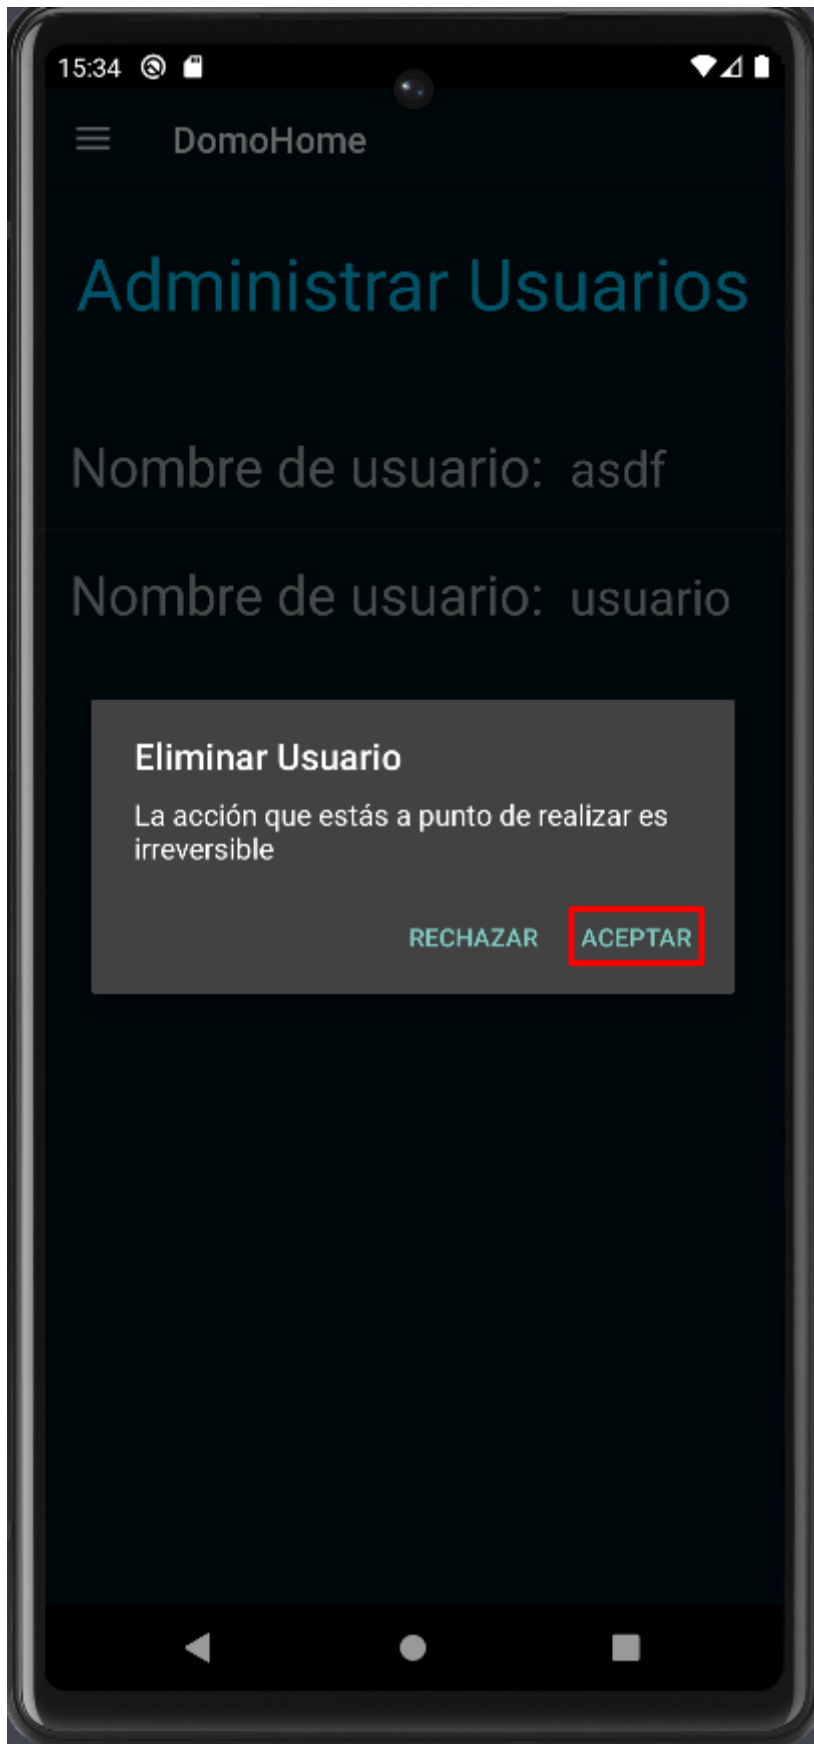 15:34
DomoHome
Administrar Usuarios
Nombre de usuario: asdf
Nombre de usuario: usuario
Eliminar Usuario
La acción que estás a punto de realizar es
irreversible
RECHAZAR ACEPTAR